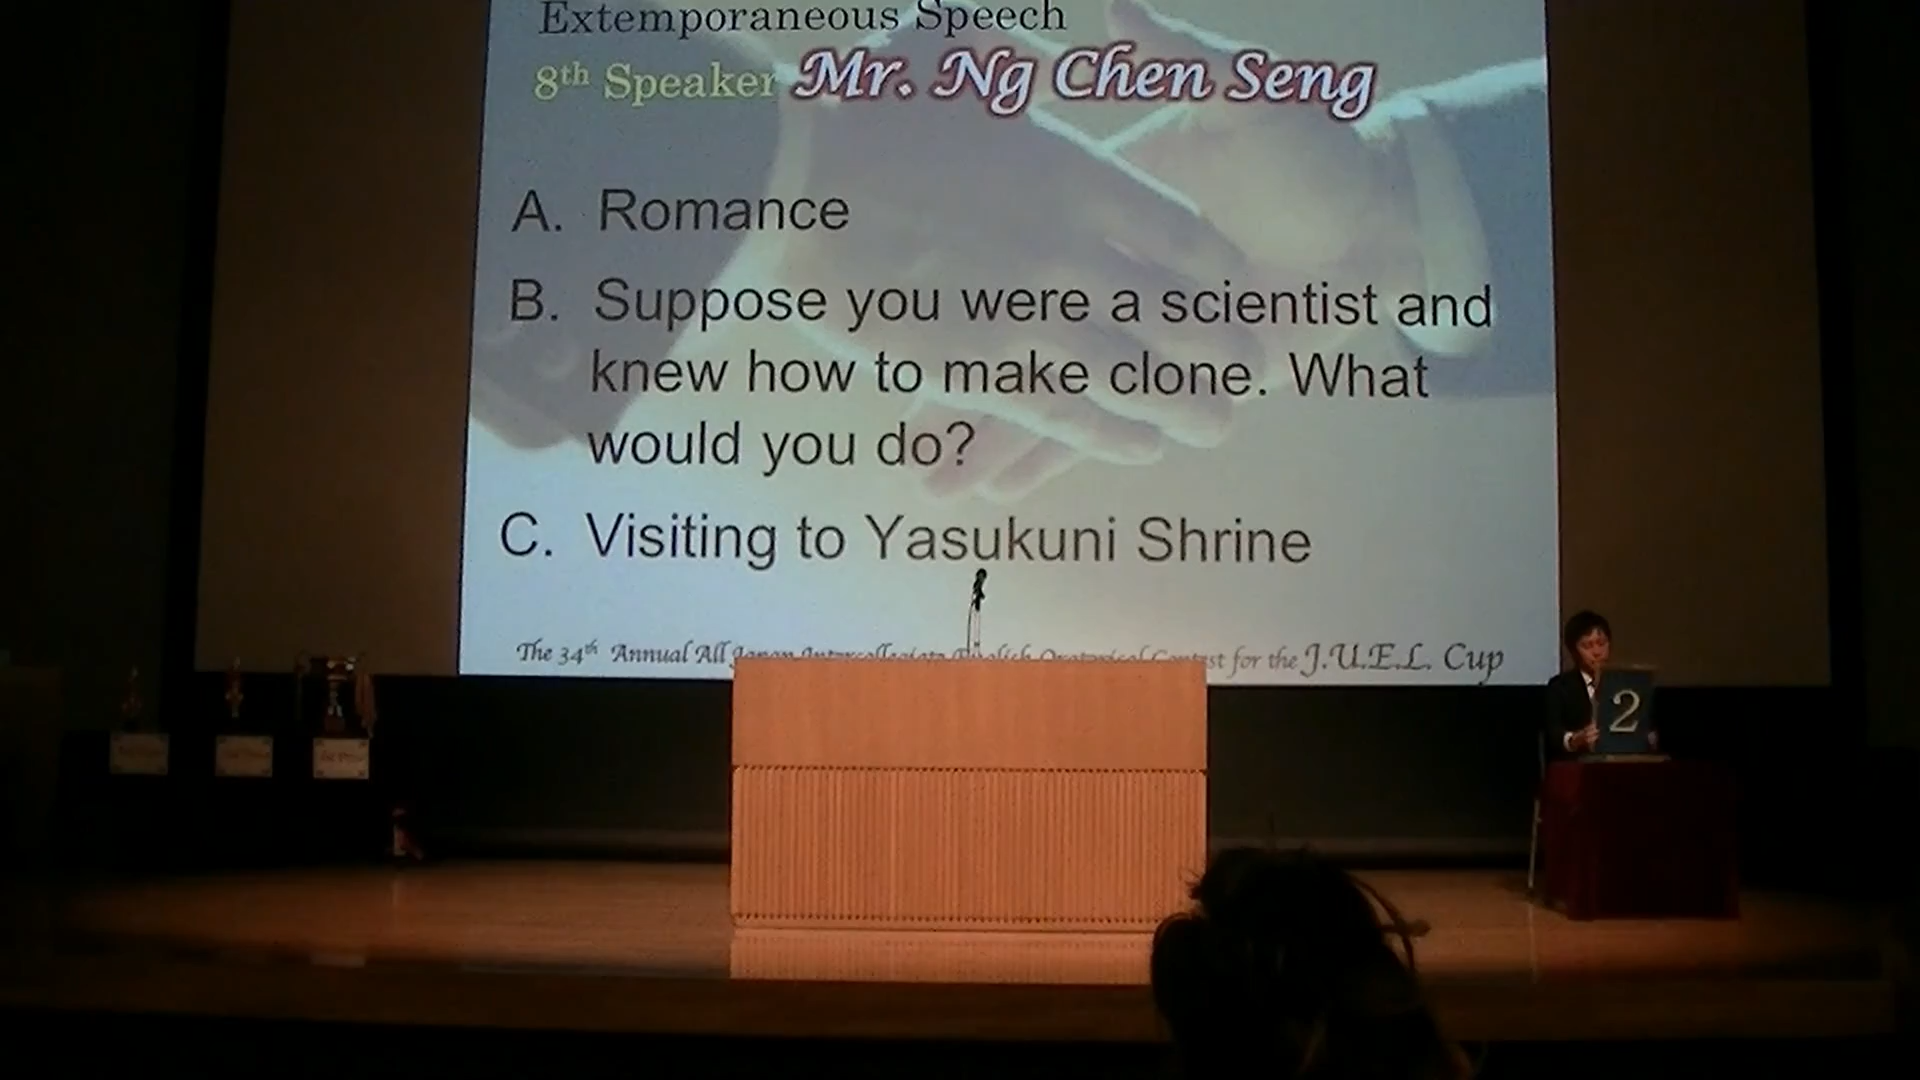 Extemporaneous Speech
8th Speaker Mr. Ng Chen Seng
A. Romance
B. Suppose you were a scientist and
knew how to make clone. What
would you do?
C. Visiting to Yasukuni Shrine
The 34th Annual All for the J.U.E.L. Cup
2